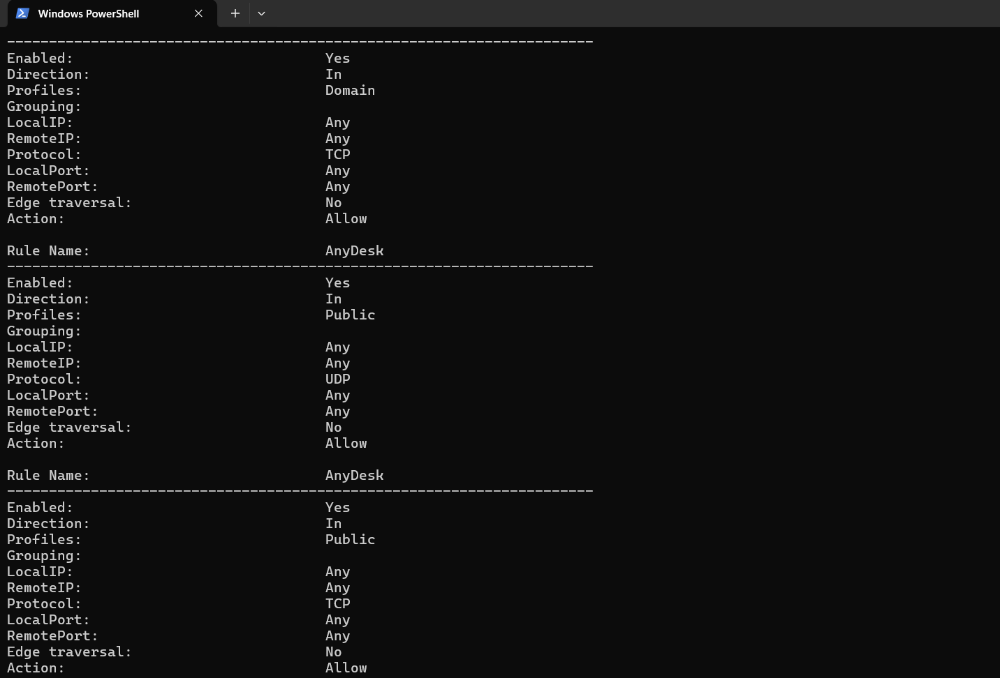 Windows PowerShell
----------------------------------------------------------------------
Enabled: Yes
Direction: In
Profiles: Domain
Grouping:
LocalIP: Any
RemoteIP: Any
Protocol: TCP
LocalPort: Any
RemotePort: Any
Edge traversal: No
Action: Allow
Rule Name: AnyDesk
----------------------------------------------------------------------
Enabled: Yes
Direction: In
Profiles: Public
Grouping:
LocalIP: Any
RemoteIP: Any
Protocol: UDP
LocalPort: Any
RemotePort: Any
Edge traversal: No
Action: Allow
Rule Name: AnyDesk
----------------------------------------------------------------------
Enabled: Yes
Direction: In
Profiles: Public
Grouping:
LocalIP: Any
RemoteIP: Any
Protocol: TCP
LocalPort: Any
RemotePort: Any
Edge traversal: No
Action: Allow